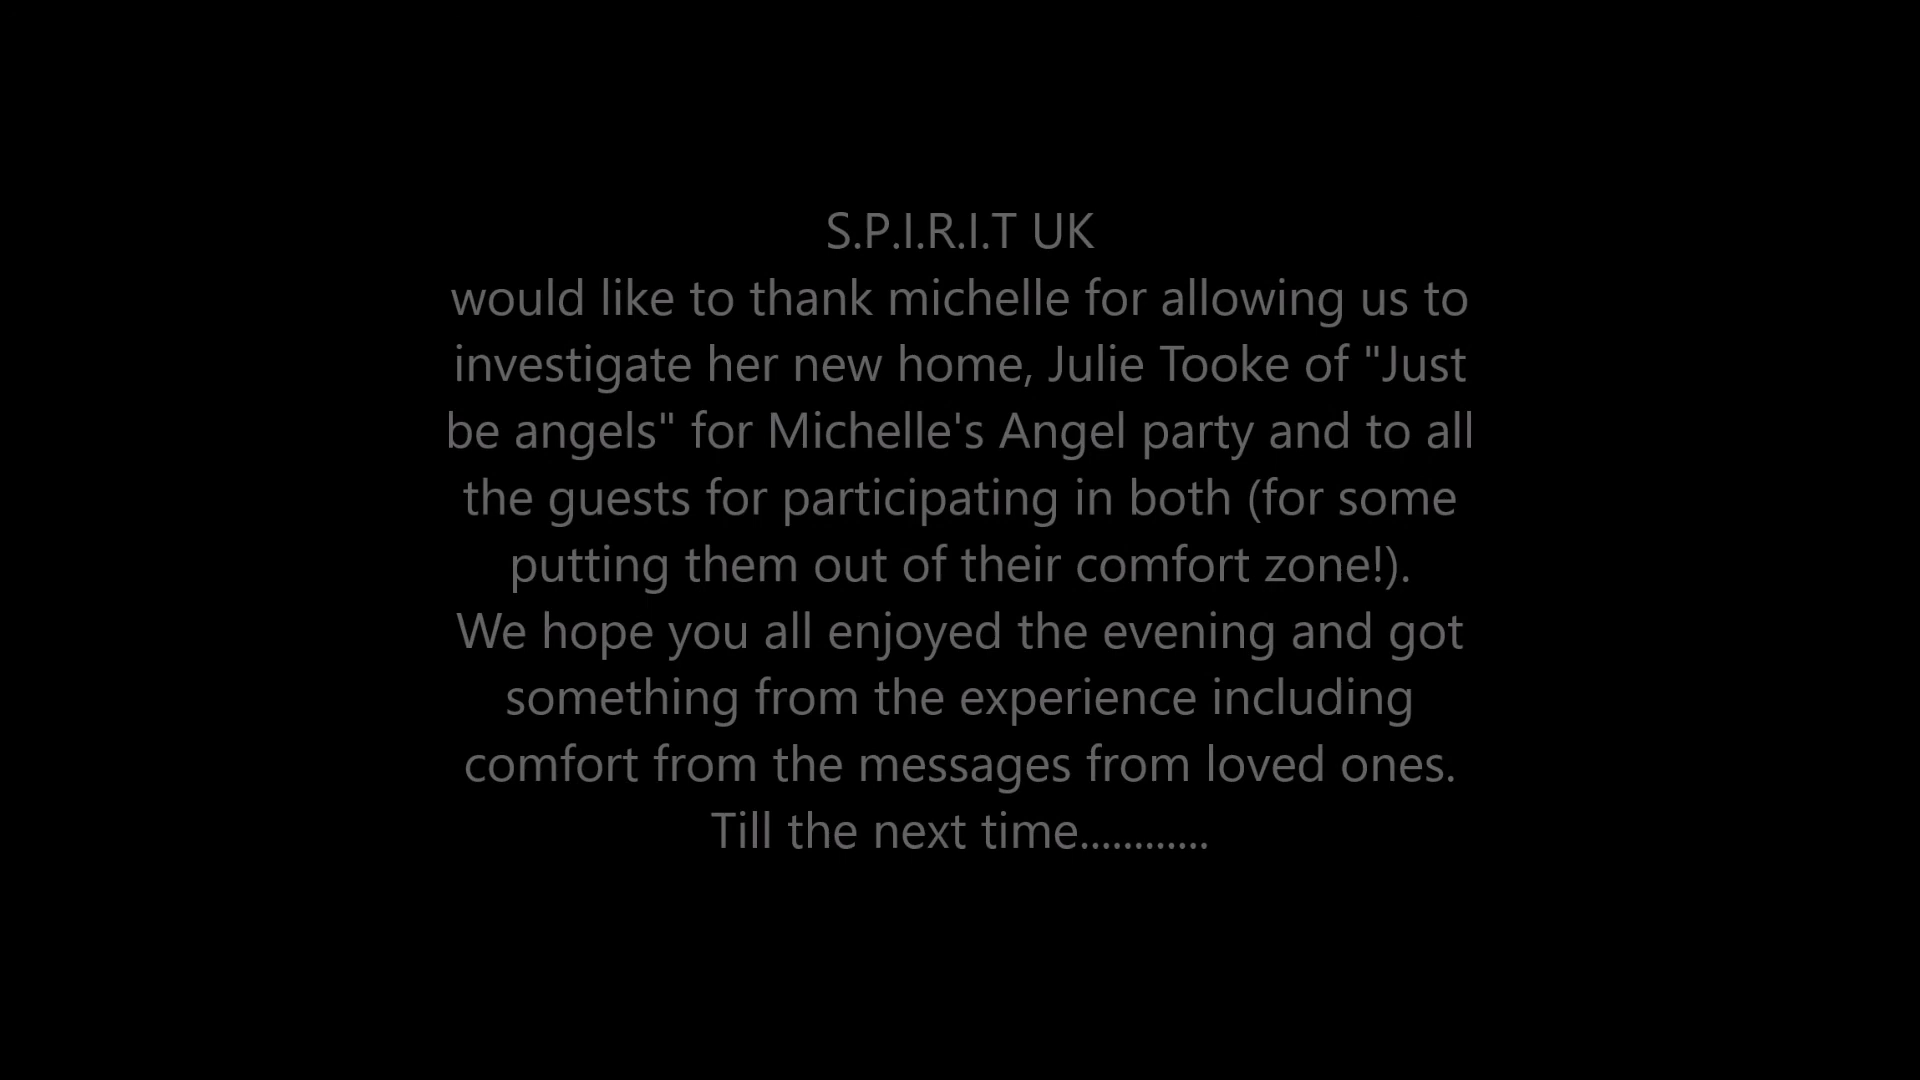 S.P.I.R.I.T UK
would like to thank michelle for allowing us to
investigate her new home, Julie Tooke of "Just
be angels" for Michelle's Angel party and to all
the guests for participating in both (for some
putting them out of their comfort zone!).
We hope you all enjoyed the evening and got
something from the experience including
comfort from the messages from loved ones.
Till the next time............